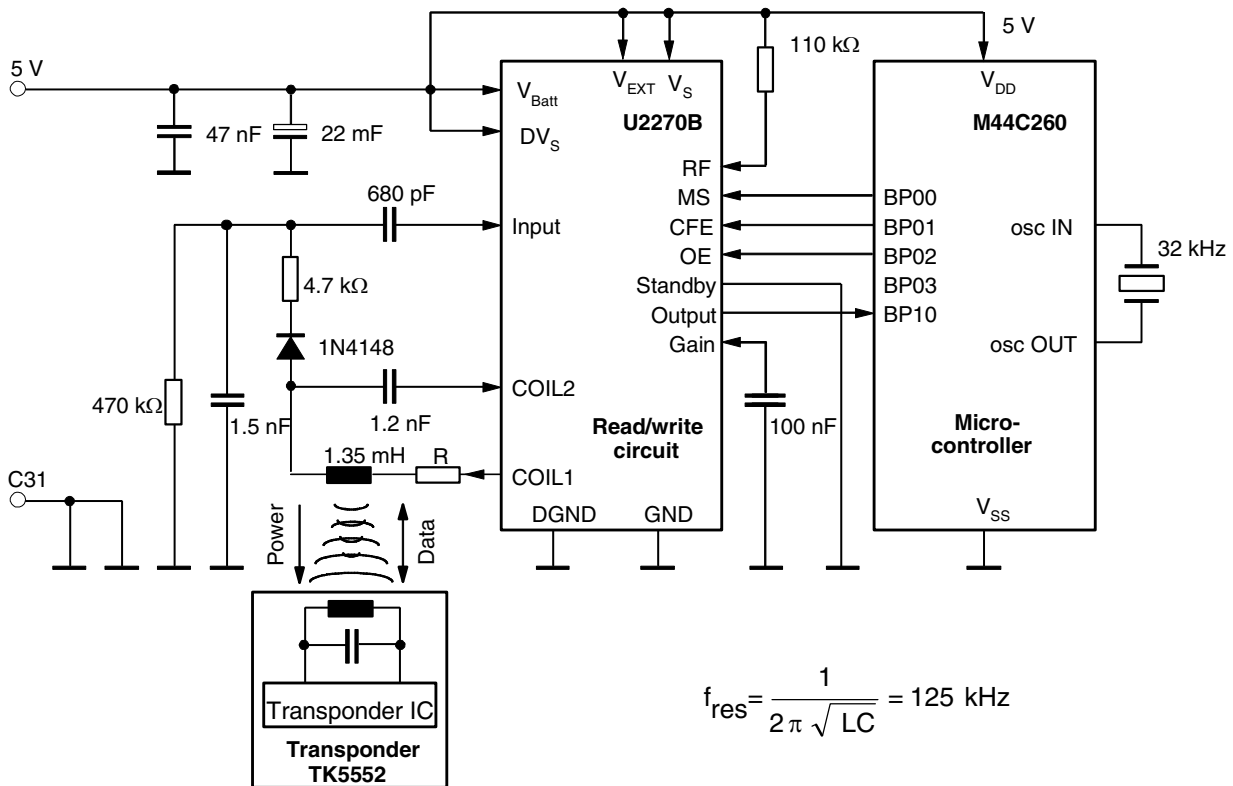 5 V
47 nF
22 mF
680 pF
4.7 kΩ
1N4148
470 kΩ
1.5 nF
1.2 nF
1.35 mH
R
C31
Power
Data
Transponder IC
Transponder
TK5552
V_Batt
DV_S
V_EXT
V_S
U2270B
RF
MS
CFE
OE
Standby
Output
Gain
Input
COIL2
Read/write
circuit
COIL1
DGND
GND
110 kΩ
100 nF
5 V
V_DD
M44C260
BP00
BP01
BP02
BP03
BP10
osc IN
osc OUT
32 kHz
Micro-
controller
V_SS
f_res = 1 / (2 π √LC) = 125 kHz